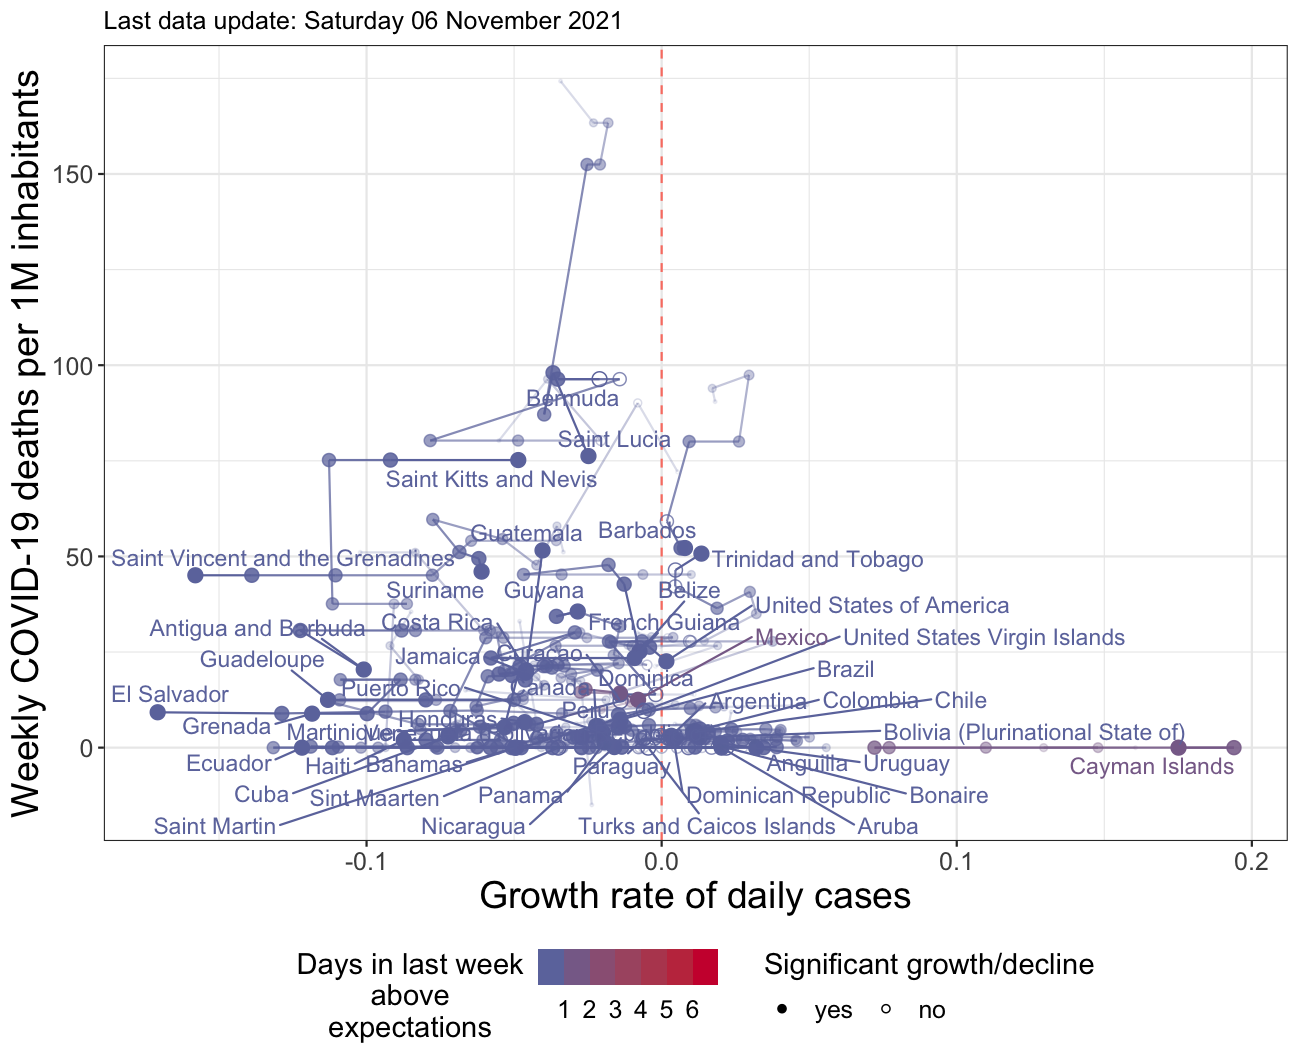 Last data update: Saturday 06 November 2021
Weekly COVID-19 deaths per 1M inhabitants
150
100
50
0
Bermuda
Saint Lucia
Saint Kitts and Nevis
Guatemala
Barbados
Saint Vincent and the Grenadines
Trinidad and Tobago
Suriname
Guyana
Belize
United States of America
Antigua and Barbuda
Costa Rica
French Guiana
Mexico
United States Virgin Islands
Guadeloupe
Jamaica
Curacao
Brazil
Dominica
El Salvador
Puerto Rico
Canada
Argentina
Colombia
Chile
Grenada
Martinique
Honduras
Peru
Bolivia (Plurinational State of)
Ecuador
Haiti
Bahamas
Paraguay
Anguilla
Uruguay
Cayman Islands
Cuba
Sint Maarten
Panama
Dominican Republic
Bonaire
Saint Martin
Nicaragua
Turks and Caicos Islands
Aruba
-0.1
0.0
0.1
0.2
Growth rate of daily cases
Days in last week
above
expectations
1 2 3 4 5 6
Significant growth/decline
yes
no